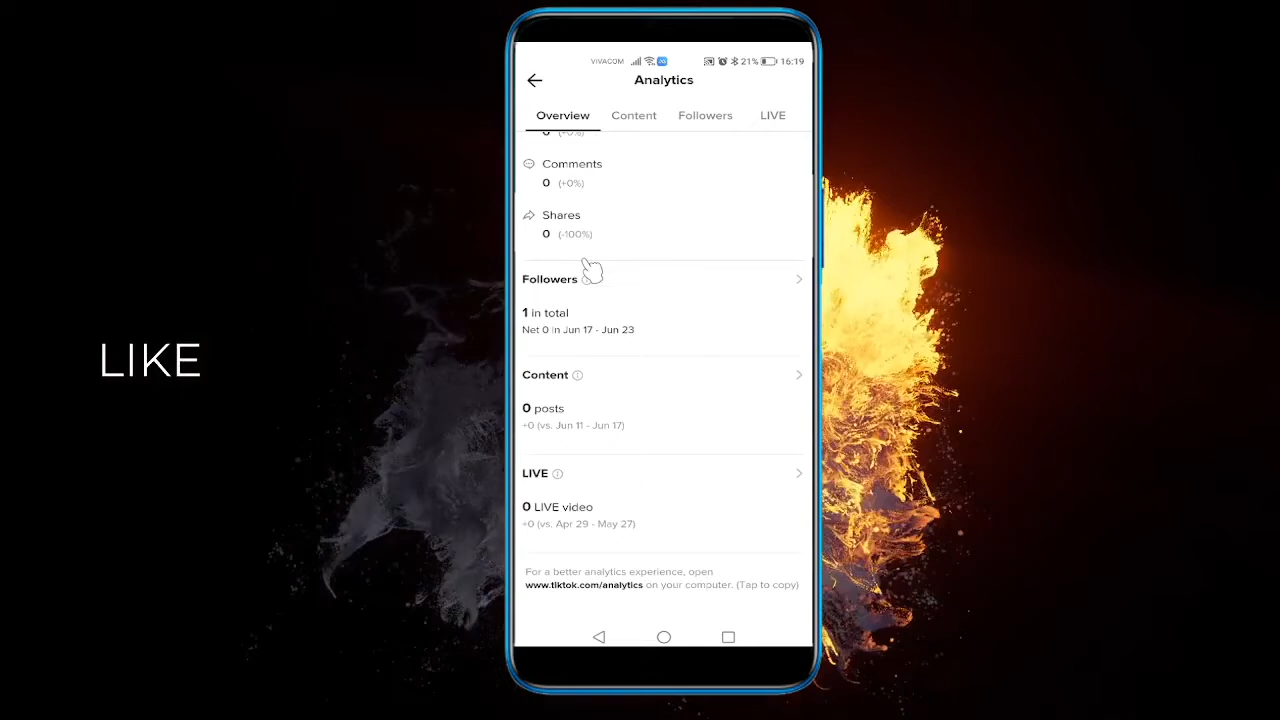 LIKE
VIVACOM 21% 16:19
Analytics
Overview Content Followers LIVE
0 (+0%)
Comments
0 (+0%)
Shares
0 (-100%)
Followers
1 in total
Net 0 in Jun 17 - Jun 23
Content
0 posts
+0 (vs. Jun 11 - Jun 17)
LIVE
0 LIVE video
+0 (vs. Apr 29 - May 27)
For a better analytics experience, open
www.tiktok.com/analytics on your computer. (Tap to copy)